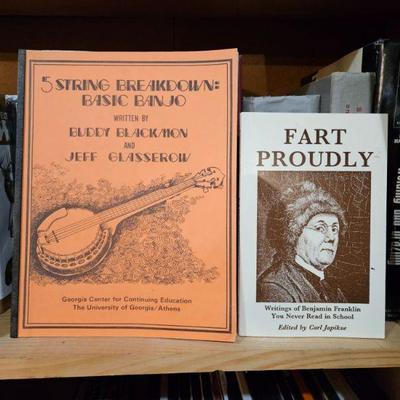 5 STRING BREAKDOWN:
BASIC BANJO
WRITTEN BY
BUDDY BLACKMON
AND
JEFF GLASSEROW
Georgia Center for Continuing Education
The University of Georgia/Athens
FART
PROUDLY
Writings of Benjamin Franklin
You Never Read in School
Edited by Carl Japikse